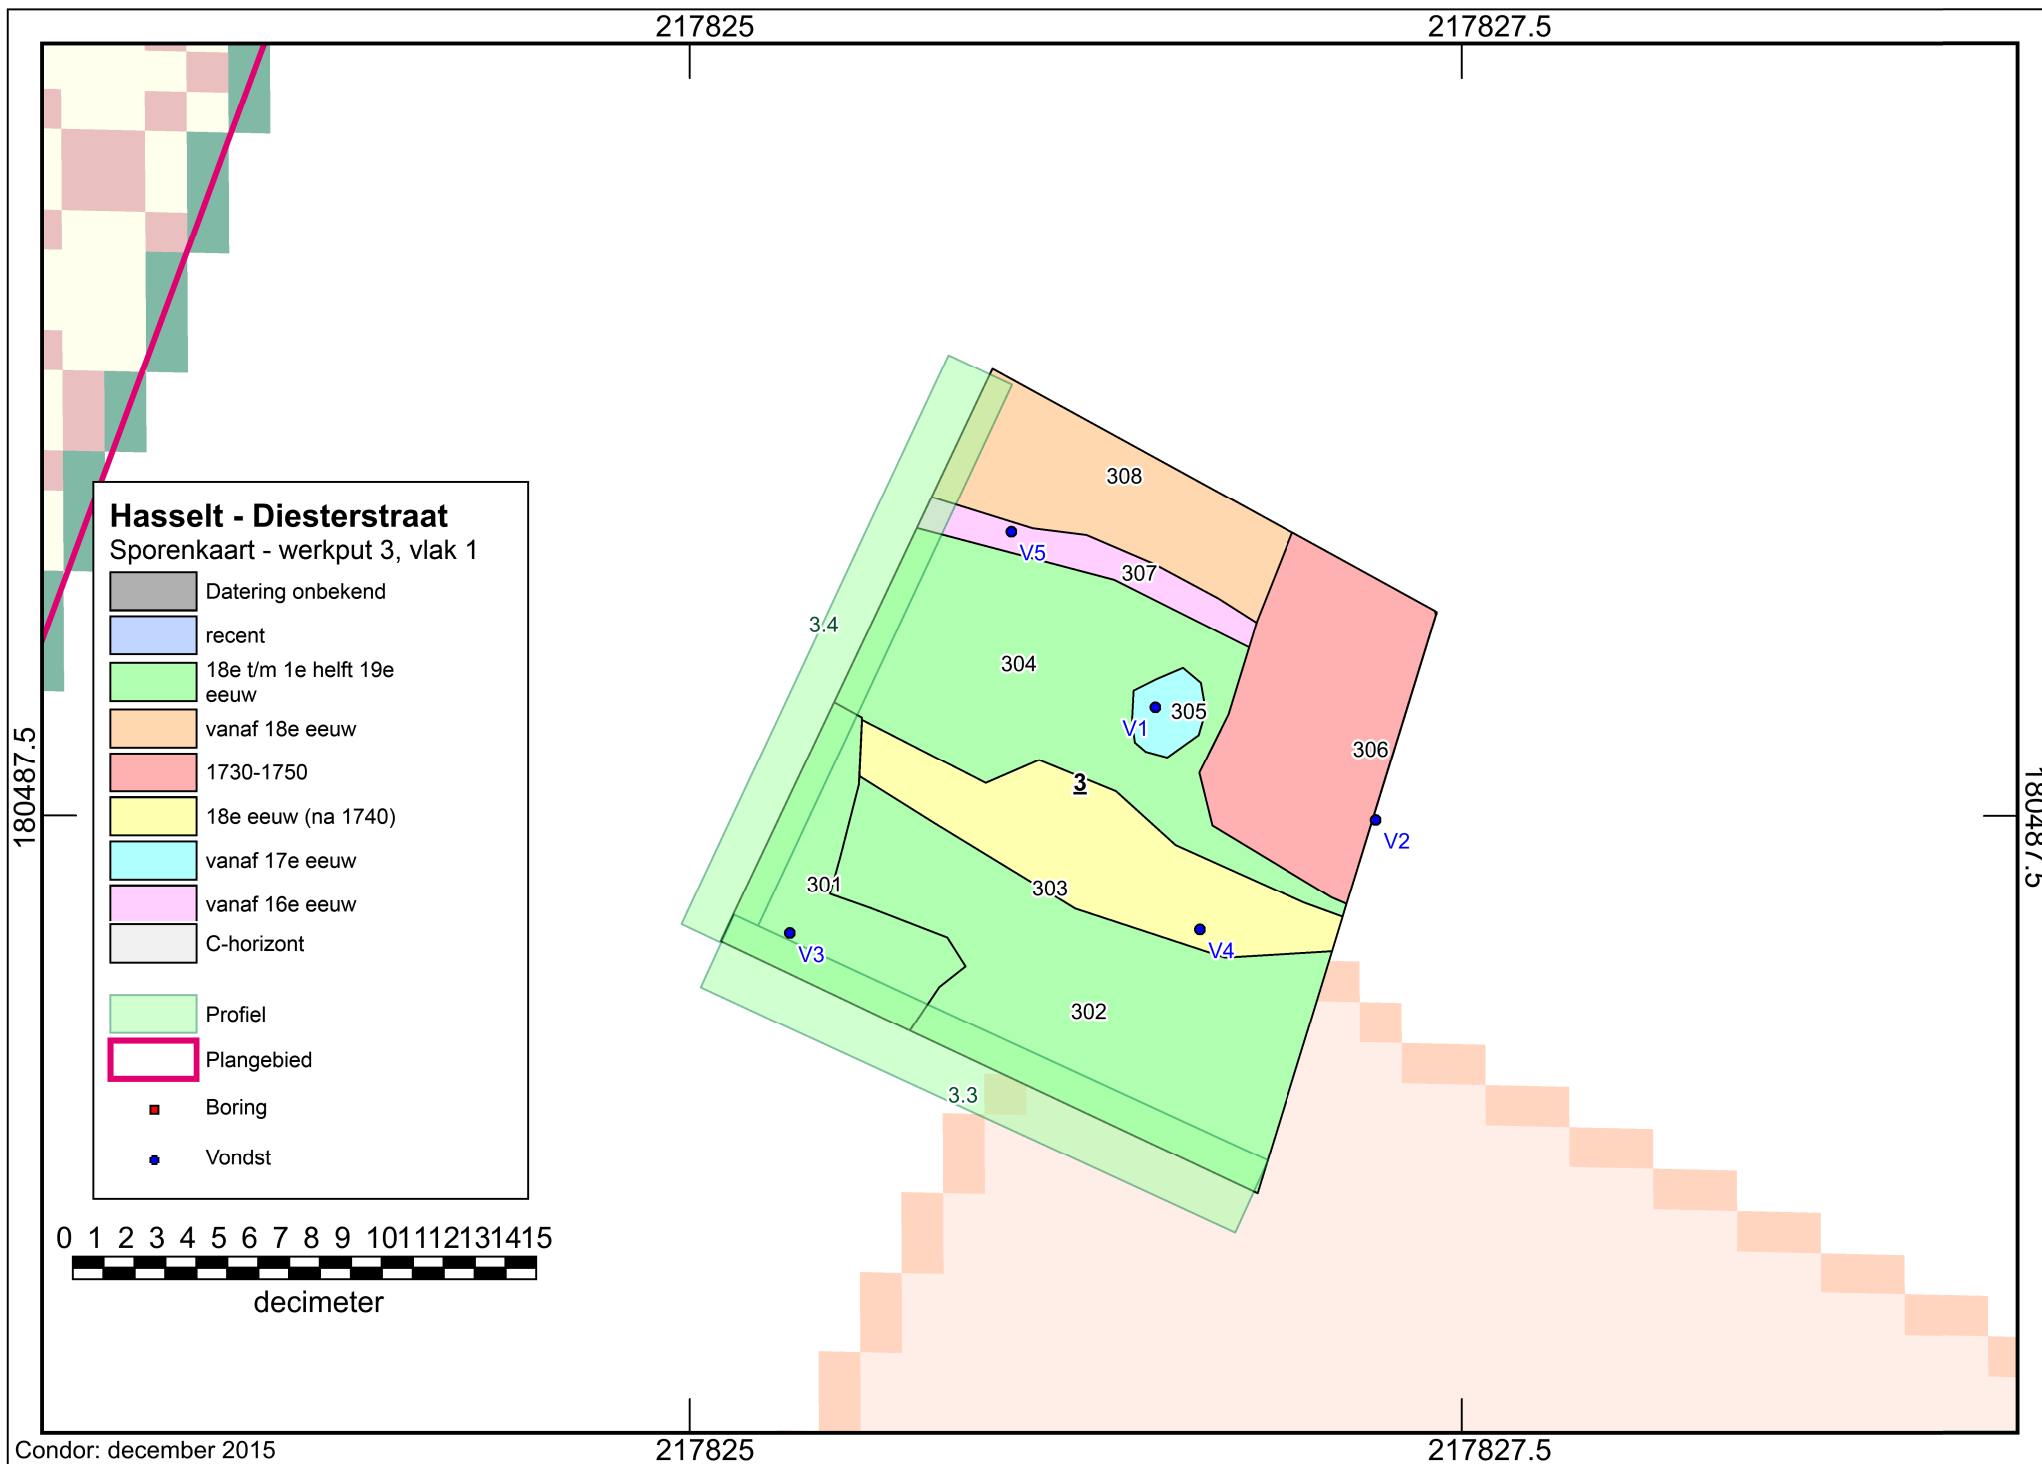 217825 217827.5
Hasselt - Diesterstraat
Sporenkaart - werkput 3, vlak 1
Datering onbekend
recent
18e t/m 1e helft 19e
eeuw
vanaf 18e eeuw
1730-1750
18e eeuw (na 1740)
vanaf 17e eeuw
vanaf 16e eeuw
C-horizont
Profiel
Plangebied
Boring
Vondst
0 1 2 3 4 5 6 7 8 9 10 11 12 13 14 15
decimeter
308
V5
307
3.4
304
305
V1
306
3
V2
301
303
V3
V4
302
3.3
180487.5
180487.5
217825 217827.5
Condor: december 2015